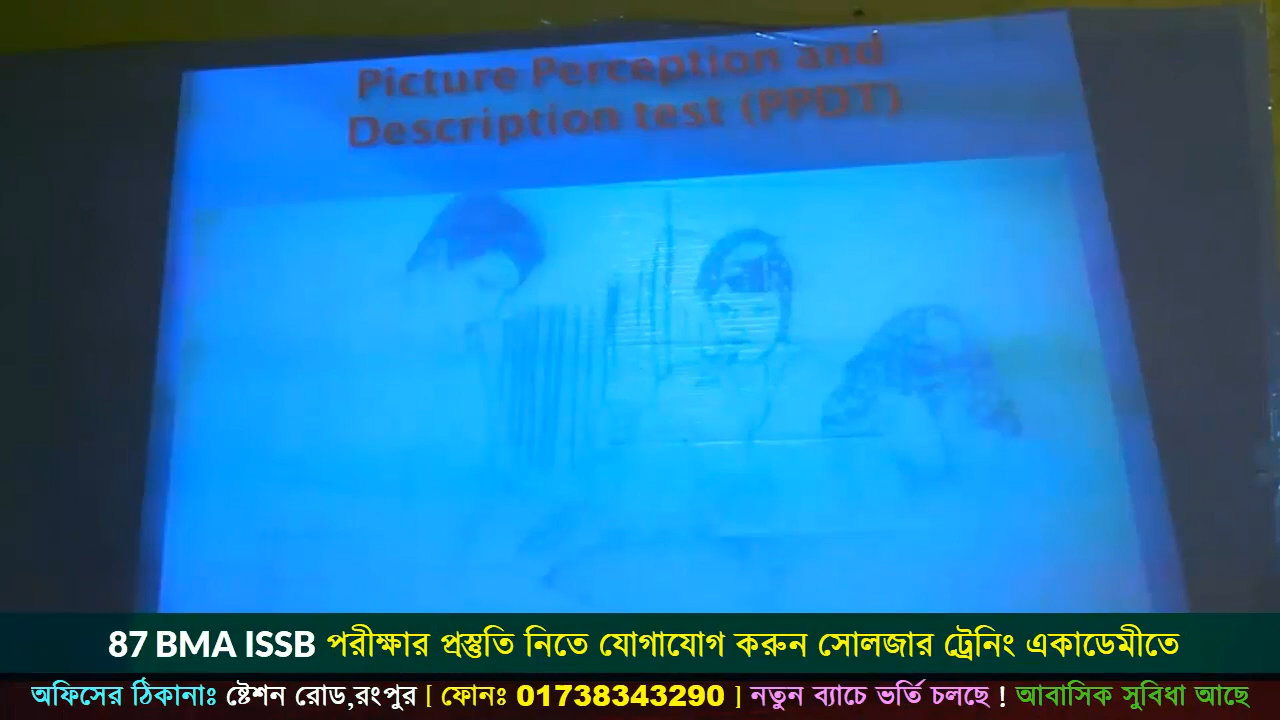 Picture Perception and
Description test (PPDT)
87 BMA ISSB পরীক্ষার প্রস্তুতি নিতে যোগাযোগ করুন সোলজার ট্রেনিং একাডেমীতে
অফিসের ঠিকানাঃ ষ্টেশন রোড,রংপুর [ ফোনঃ 01738343290 ] নতুন ব্যাচে ভর্তি চলছে ! আবাসিক সুবিধা আছে